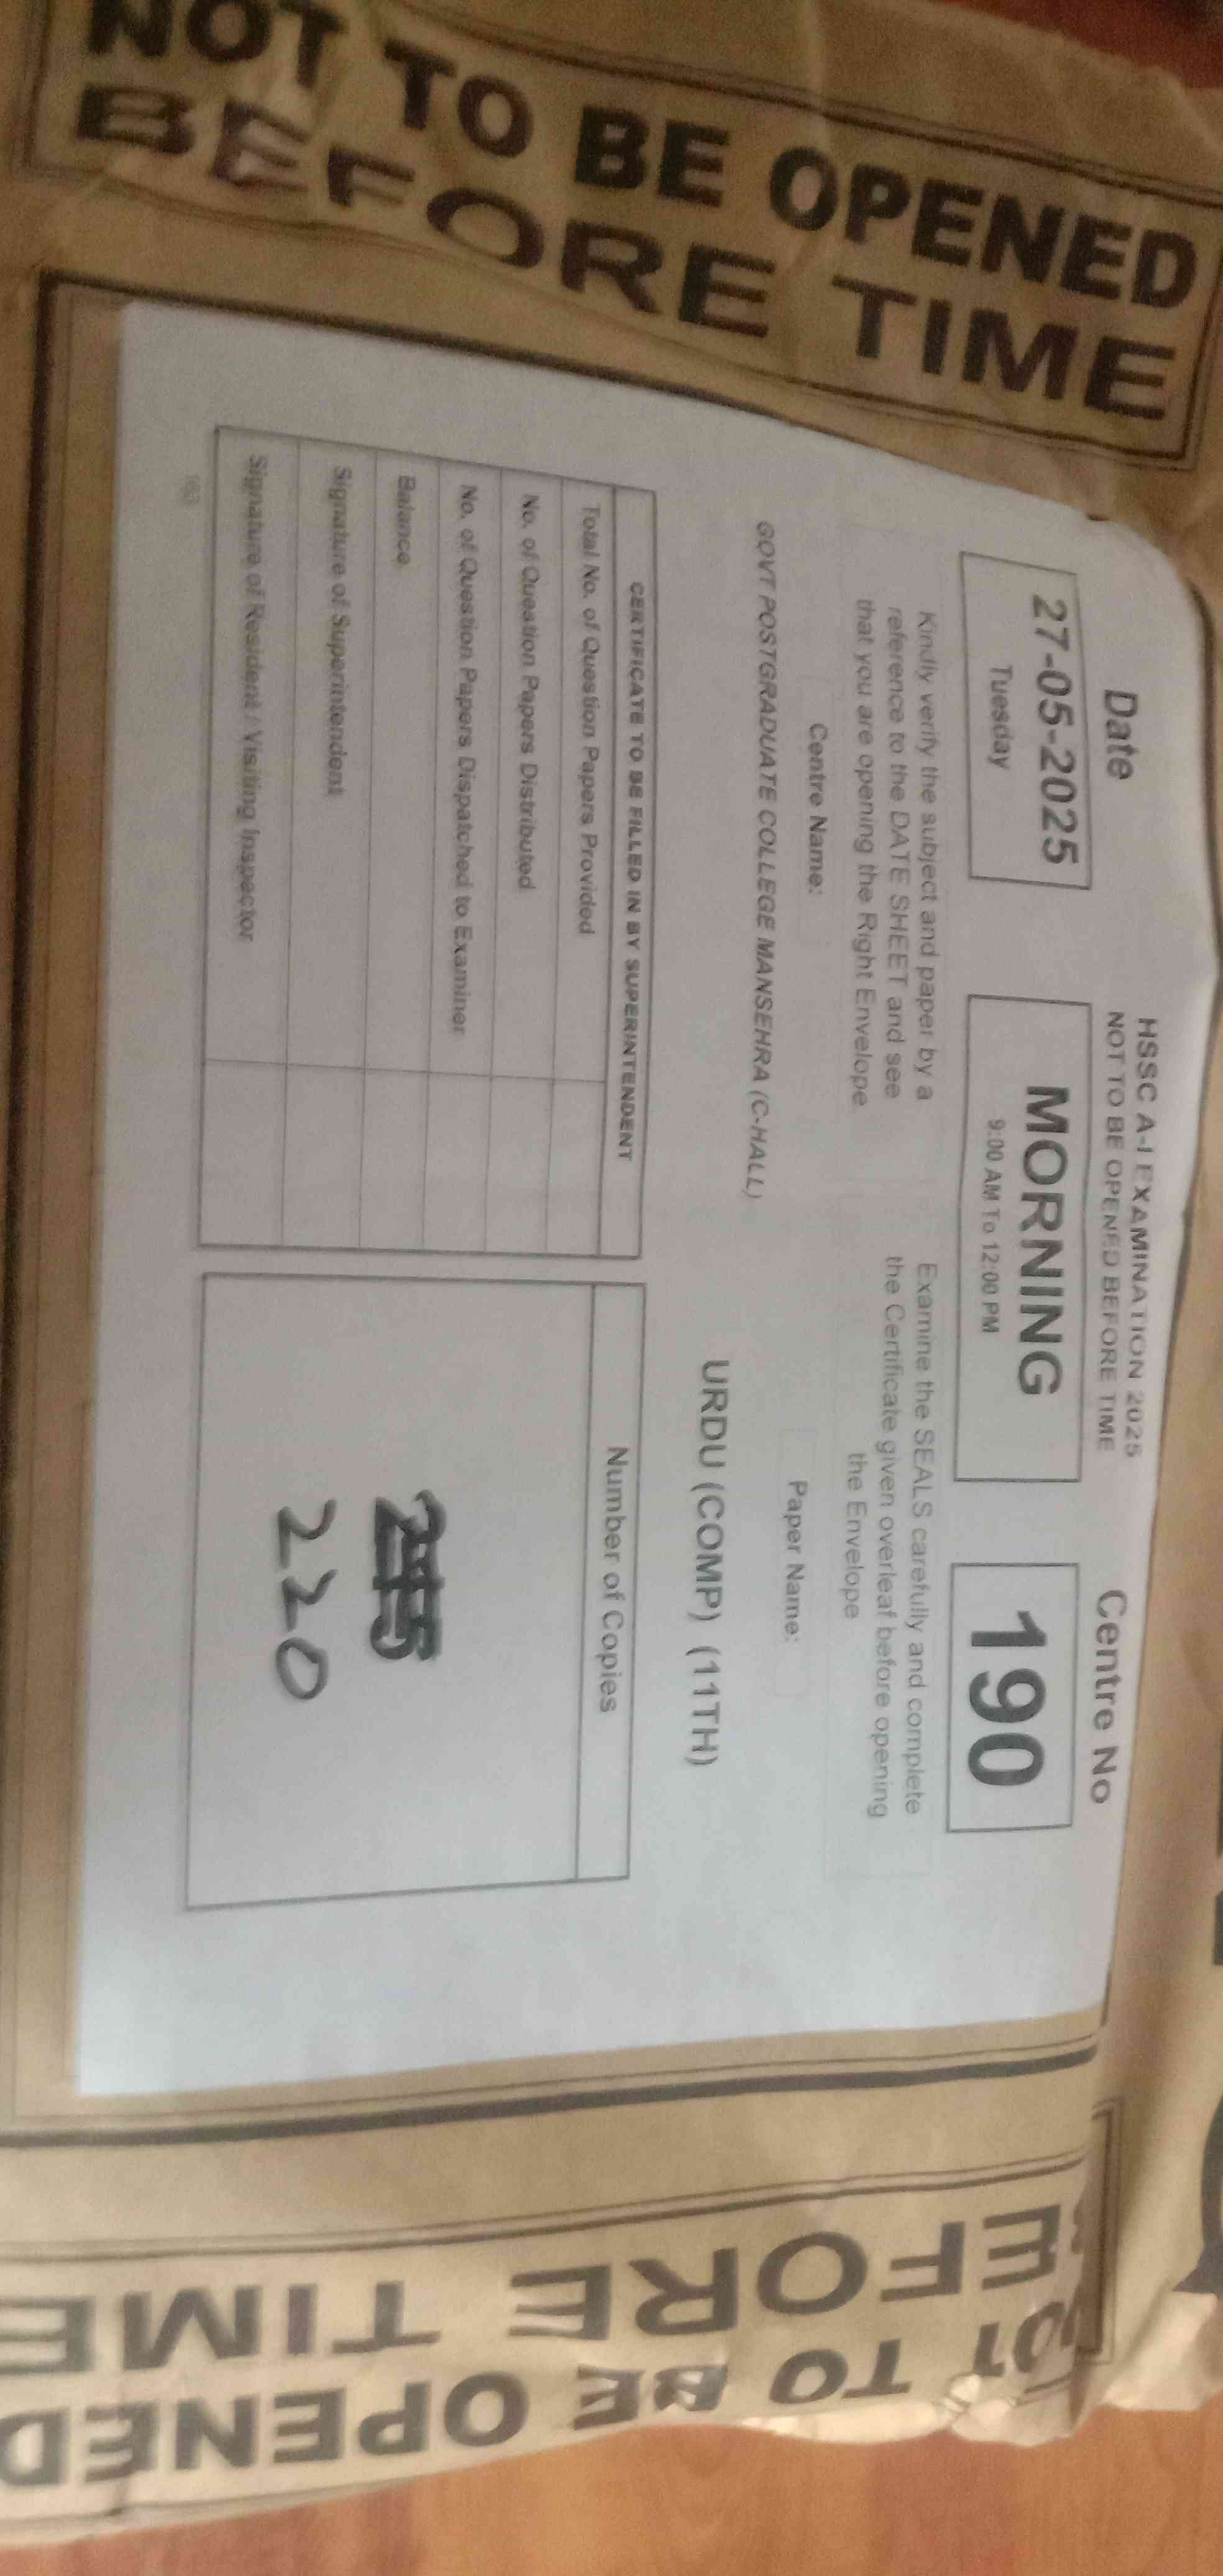 NOT TO BE OPENED
BEFORE TIME
HSSC A-I EXAMINATION 2025
NOT TO BE OPENED BEFORE TIME
Date
27-05-2025
Tuesday
MORNING
9:00 AM To 12:00 PM
Centre No
190
Kindly verify the subject and paper by a
reference to the DATE SHEET and see
that you are opening the Right Envelope
Examine the SEALS carefully and complete
the Certificate given overleaf before opening
the Envelope
Centre Name:
GOVT POSTGRADUATE COLLEGE MANSEHRA (C-HALL)
Paper Name:
URDU (COMP) (11TH)
CERTIFICATE TO BE FILLED IN BY SUPERINTENDENT
Total No. of Question Papers Provided
No. of Question Papers Distributed
No. of Question Papers Dispatched to Examiner
Balance
Signature of Superintendent
Signature of Resident / Visiting Inspector
Number of Copies
220
OT TO BE OPENED
EFORE TIME